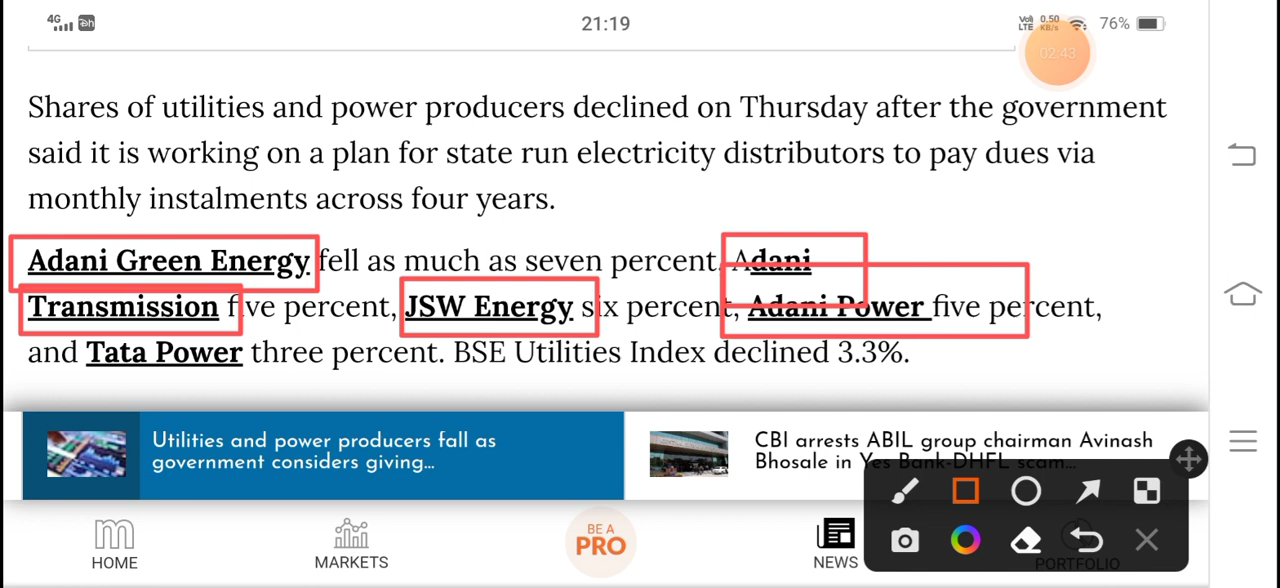 4G
21:19
Vo) 0.50
LTE KB/s
76%
02:43
Shares of utilities and power producers declined on Thursday after the government
said it is working on a plan for state run electricity distributors to pay dues via
monthly instalments across four years.
Adani Green Energy fell as much as seven percent. Adani
Transmission five percent, JSW Energy six percent, Adani Power five percent,
and Tata Power three percent. BSE Utilities Index declined 3.3%.
Utilities and power producers fall as
government considers giving...
CBI arrests ABIL group chairman Avinash
Bhosale in Yes Bank-DHFL scam...
HOME
MARKETS
BE A
PRO
NEWS
PORTFOLIO